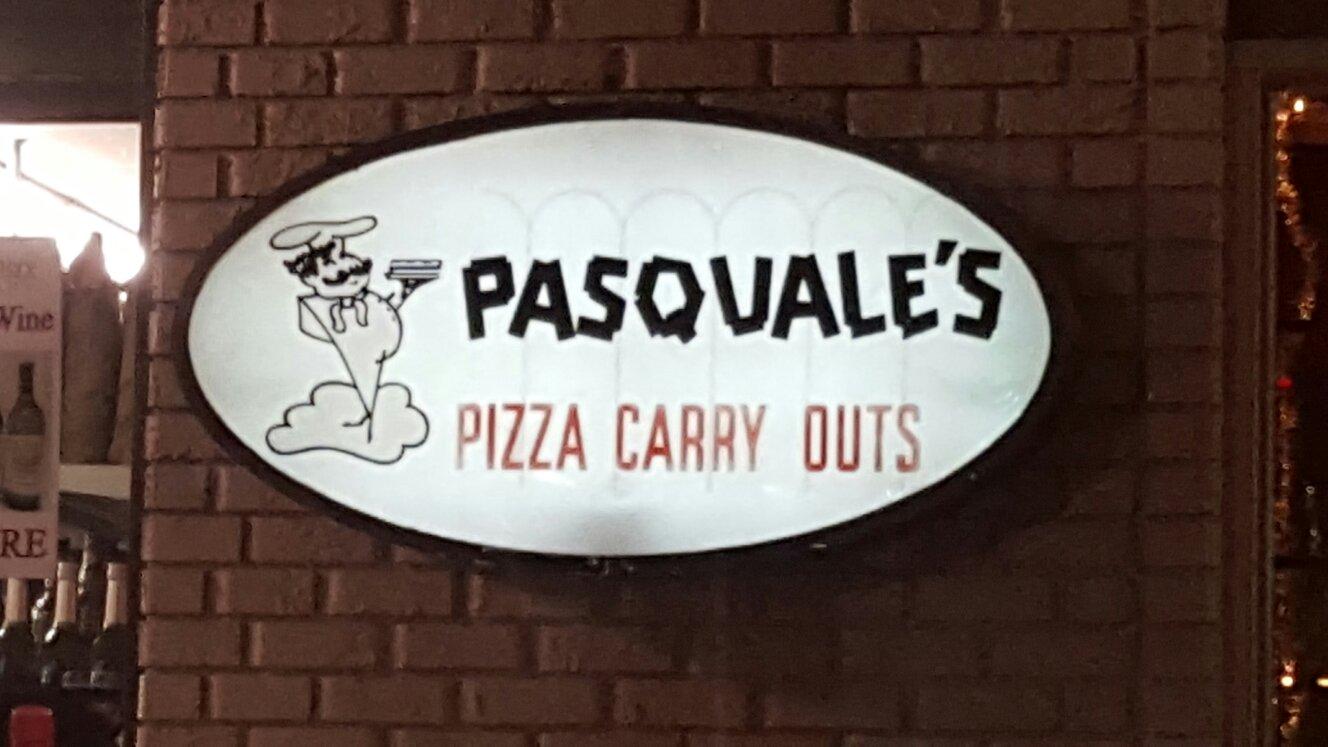 PASQUALE'S
PIZZA CARRY OUTS
Wine
RE